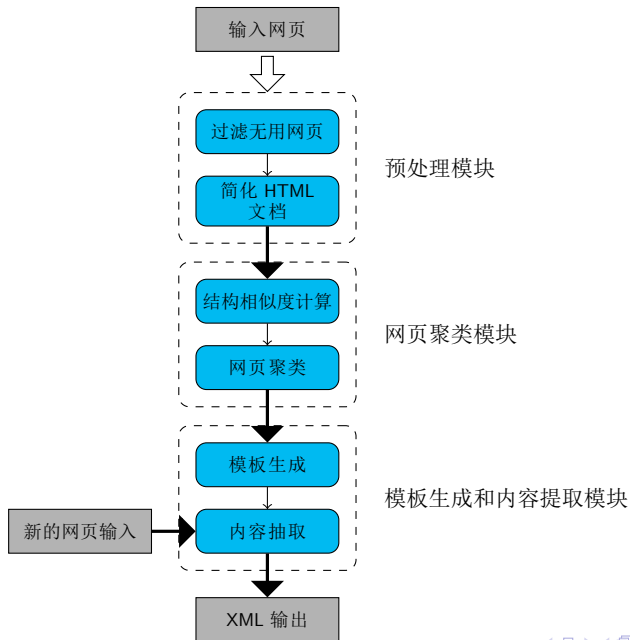 输入网页
过滤无用网页
预处理模块
简化 HTML
文档
结构相似度计算
网页聚类模块
网页聚类
模板生成
模板生成和内容提取模块
新的网页输入
内容抽取
XML 输出